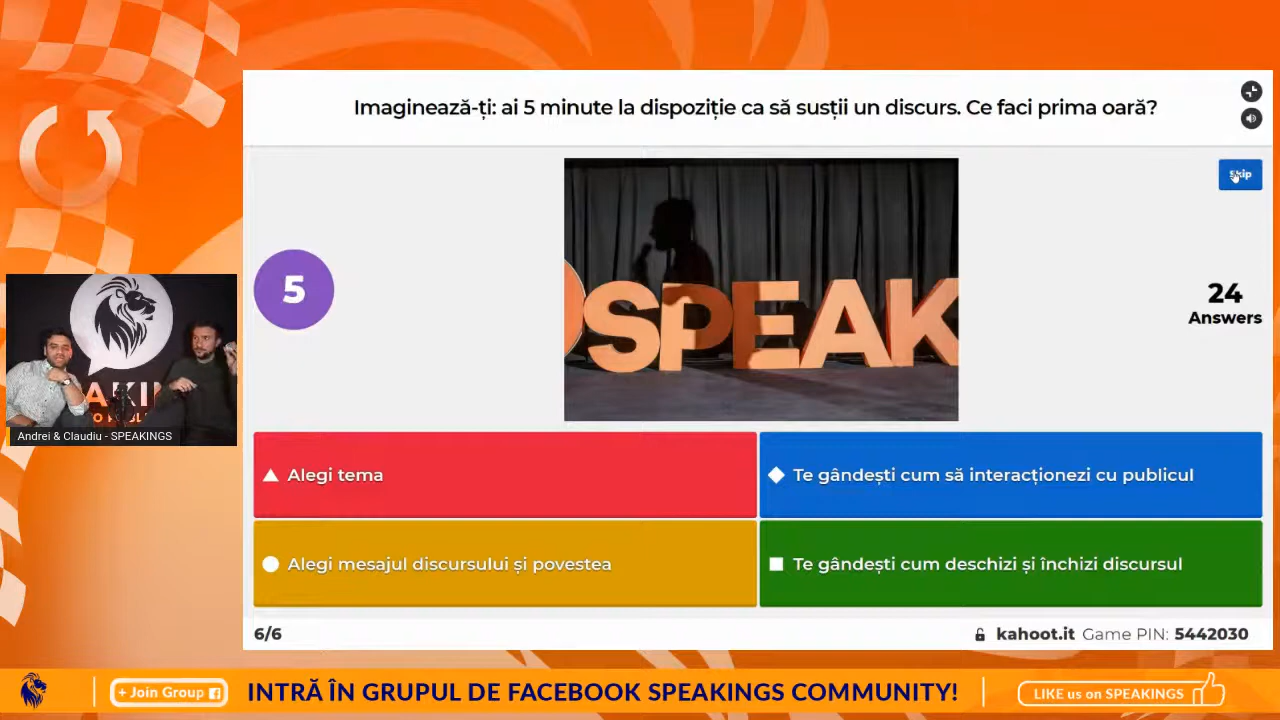 Imaginează-ți: ai 5 minute la dispoziție ca să susții un discurs. Ce faci prima oară?
Skip
5
SPEAK
24
Answers
Andrei & Claudiu - SPEAKINGS
Alegi tema
Te gândești cum să interacționezi cu publicul
Alegi mesajul discursului și povestea
Te gândești cum deschizi și închizi discursul
6/6
kahoot.it Game PIN: 5442030
+ Join Group
INTRĂ ÎN GRUPUL DE FACEBOOK SPEAKINGS COMMUNITY!
LIKE us on SPEAKINGS